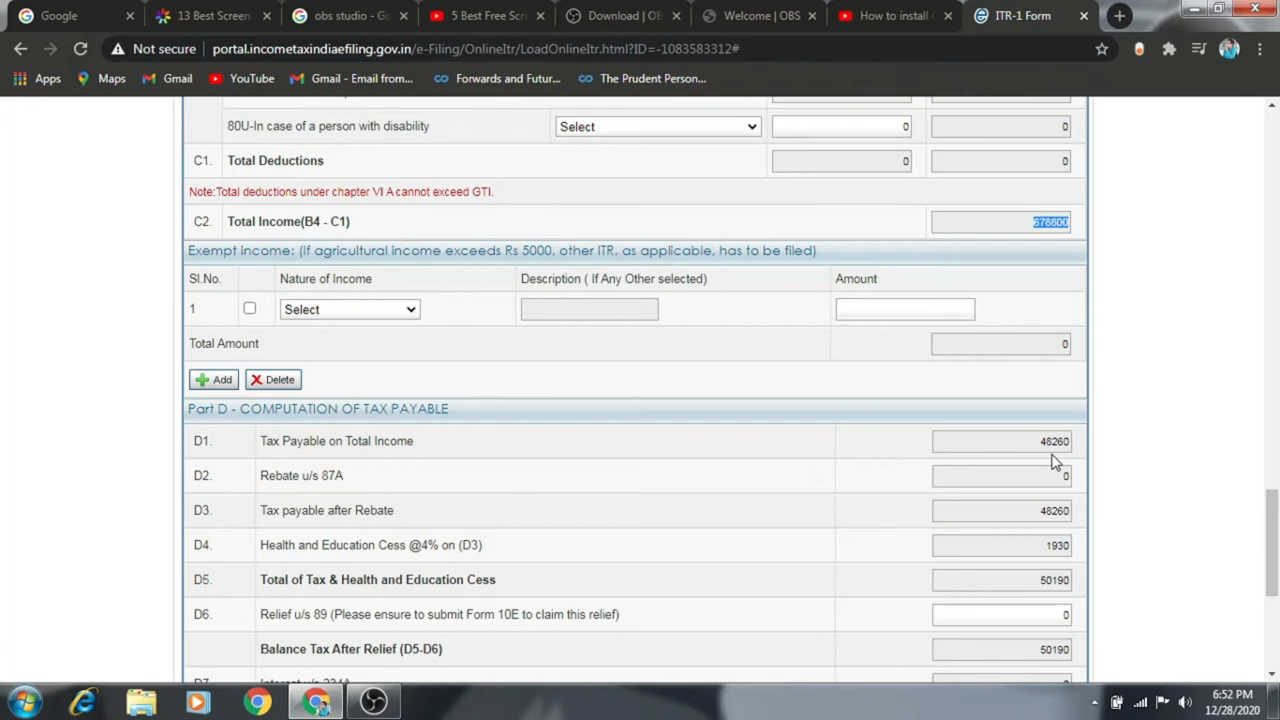 Google
13 Best Screen
obs studio - Go
5 Best Free Scre
Download | OB
Welcome | OBS
How to install O
ITR-1 Form
Not secure
portal.incometaxindiaefiling.gov.in/e-Filing/OnlineItr/LoadOnlineItr.html?ID=-1083583312#
Apps
Maps
Gmail
YouTube
Gmail - Email from...
Forwards and Futur...
The Prudent Person...
80U-In case of a person with disability Select 0 0
C1. Total Deductions 0 0
Note:Total deductions under chapter VI A cannot exceed GTI.
C2. Total Income(B4 - C1) 678800
Exempt income: (If agricultural income exceeds Rs 5000, other ITR, as applicable, has to be filed)
Sl.No. Nature of Income Description ( If Any Other selected) Amount
1 Select
Total Amount 0
Add Delete
Part D - COMPUTATION OF TAX PAYABLE
D1. Tax Payable on Total Income 48260
D2. Rebate u/s 87A 0
D3. Tax payable after Rebate 48260
D4. Health and Education Cess @4% on (D3) 1930
D5. Total of Tax & Health and Education Cess 50190
D6. Relief u/s 89 (Please ensure to submit Form 10E to claim this relief) 0
Balance Tax After Relief (D5-D6) 50190
6:52 PM
12/28/2020